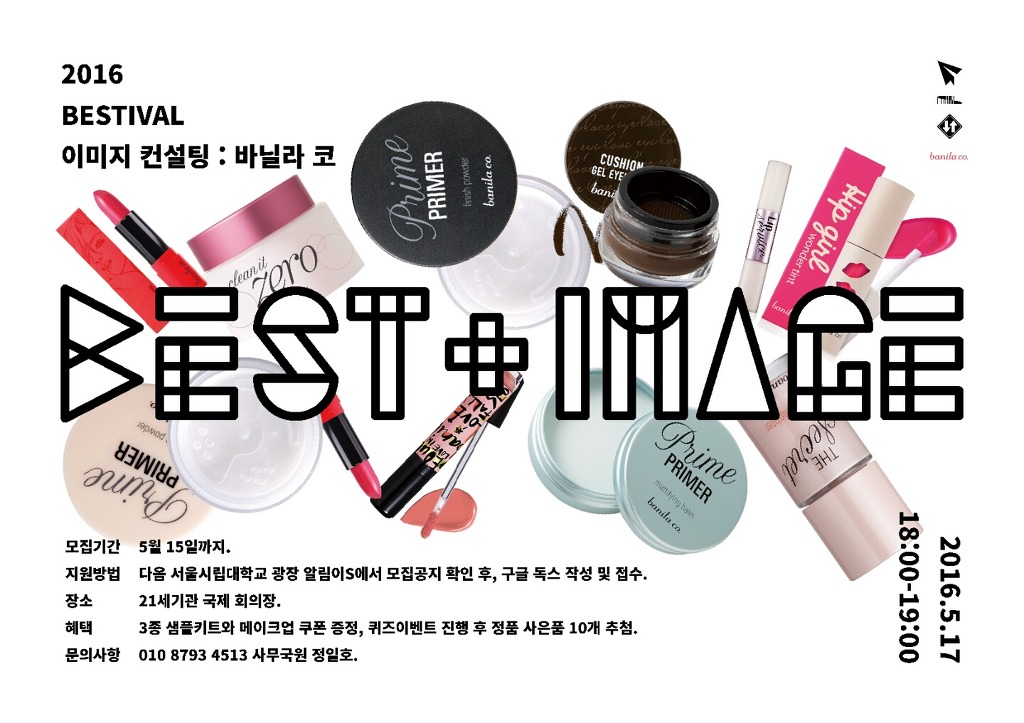 2016
BESTIVAL
이미지 컨설팅 : 바닐라 코
banila co.
Prime
PRIMER
finish powder
banila co.
CUSHION
GEL EYE
clean it
zero
hip girl
wonder tint
BEST+IMAGE
Prime
PRIMER
powder
Prime
PRIMER
mattifying balm
banila co.
THE
Secret
모집기간 5월 15일까지.
지원방법 다음 서울시립대학교 광장 알림이S에서 모집공지 확인 후, 구글 독스 작성 및 접수.
장소 21세기관 국제 회의장.
혜택 3종 샘플키트와 메이크업 쿠폰 증정, 퀴즈이벤트 진행 후 정품 사은품 10개 추첨.
문의사항 010 8793 4513 사무국원 정일호.
2016.5.17
18:00-19:00